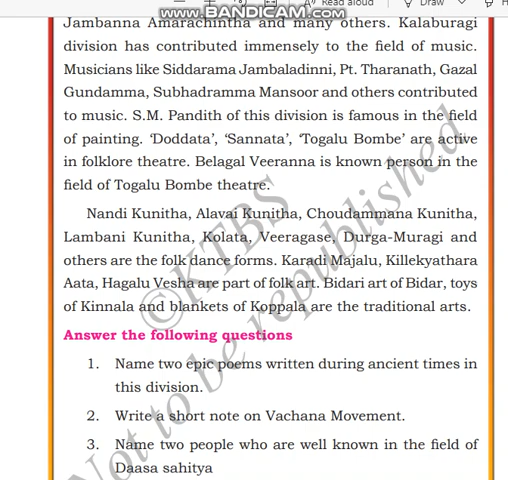 Read aloud
Draw
www.BANDICAM.com
Jambanna Amarachintha and many others. Kalaburagi
division has contributed immensely to the field of music.
Musicians like Siddarama Jambaladinni, Pt. Tharanath, Gazal
Gundamma, Subhadramma Mansoor and others contributed
to music. S.M. Pandith of this division is famous in the field
of painting. 'Doddata', 'Sannata', 'Togalu Bombe' are active
in folklore theatre. Belagal Veeranna is known person in the
field of Togalu Bombe theatre.
Nandi Kunitha, Alavai Kunitha, Choudammana Kunitha,
Lambani Kunitha, Kolata, Veeragase, Durga-Muragi and
others are the folk dance forms. Karadi Majalu, Killekyathara
Aata, Hagalu Vesha are part of folk art. Bidari art of Bidar, toys
of Kinnala and blankets of Koppala are the traditional arts.
Answer the following questions
1. Name two epic poems written during ancient times in
this division.
2. Write a short note on Vachana Movement.
3. Name two people who are well known in the field of
Daasa sahitya
©KTBS
Not to be republished